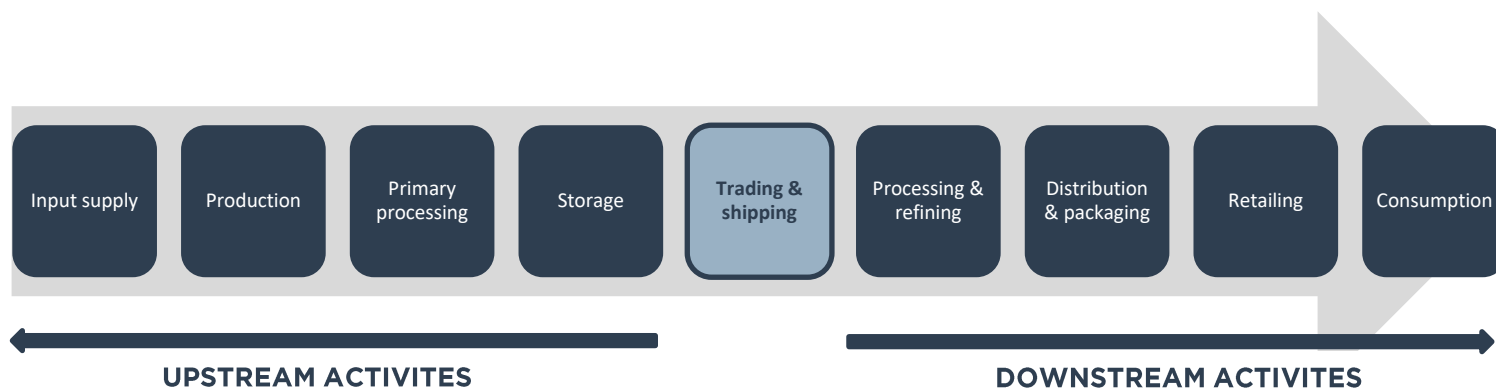 Input supply
Production
Primary
processing
Storage
Trading &
shipping
Processing &
refining
Distribution
& packaging
Retailing
Consumption
UPSTREAM ACTIVITES
DOWNSTREAM ACTIVITES